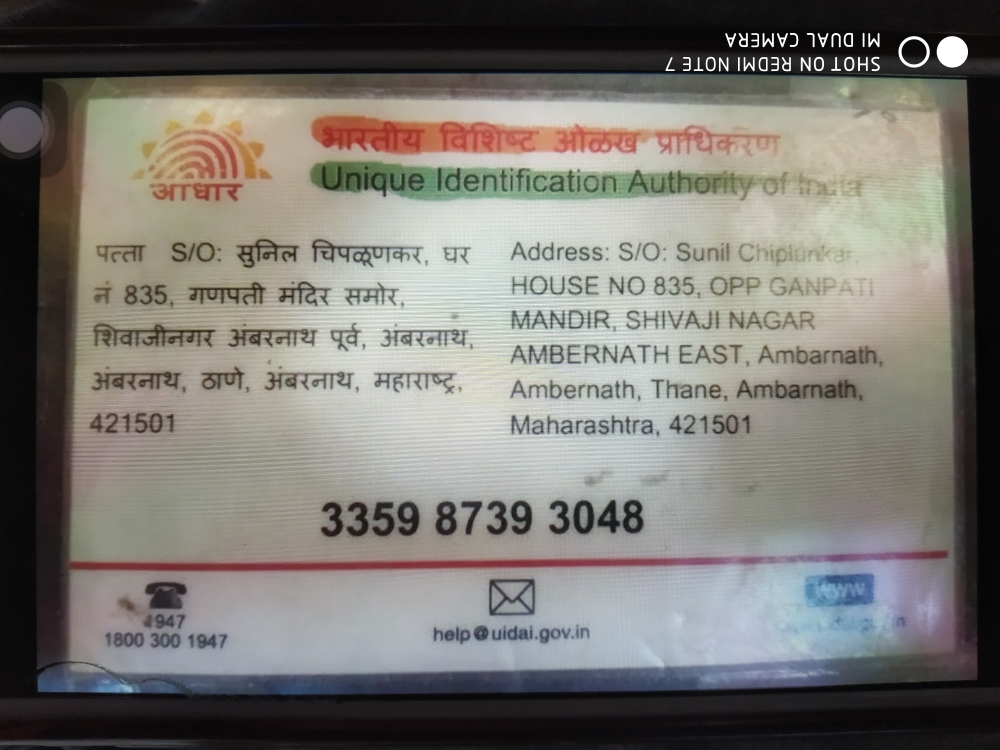 SHOT ON REDMI NOTE 7
MI DUAL CAMERA
आधार
भारतीय विशिष्ट ओळख प्राधिकरण
Unique Identification Authority of India
पत्ता S/O: सुनिल चिपळूणकर, घर
नं 835, गणपती मंदिर समोर,
शिवाजीनगर अंबरनाथ पूर्व, अंबरनाथ,
अंबरनाथ, ठाणे, अंबरनाथ, महाराष्ट्र,
421501
Address: S/O: Sunil Chiplunkar,
HOUSE NO 835, OPP GANPATI
MANDIR, SHIVAJI NAGAR
AMBERNATH EAST, Ambarnath,
Ambernath, Thane, Ambarnath,
Maharashtra, 421501
3359 8739 3048
1947
1800 300 1947
help@uidai.gov.in
www